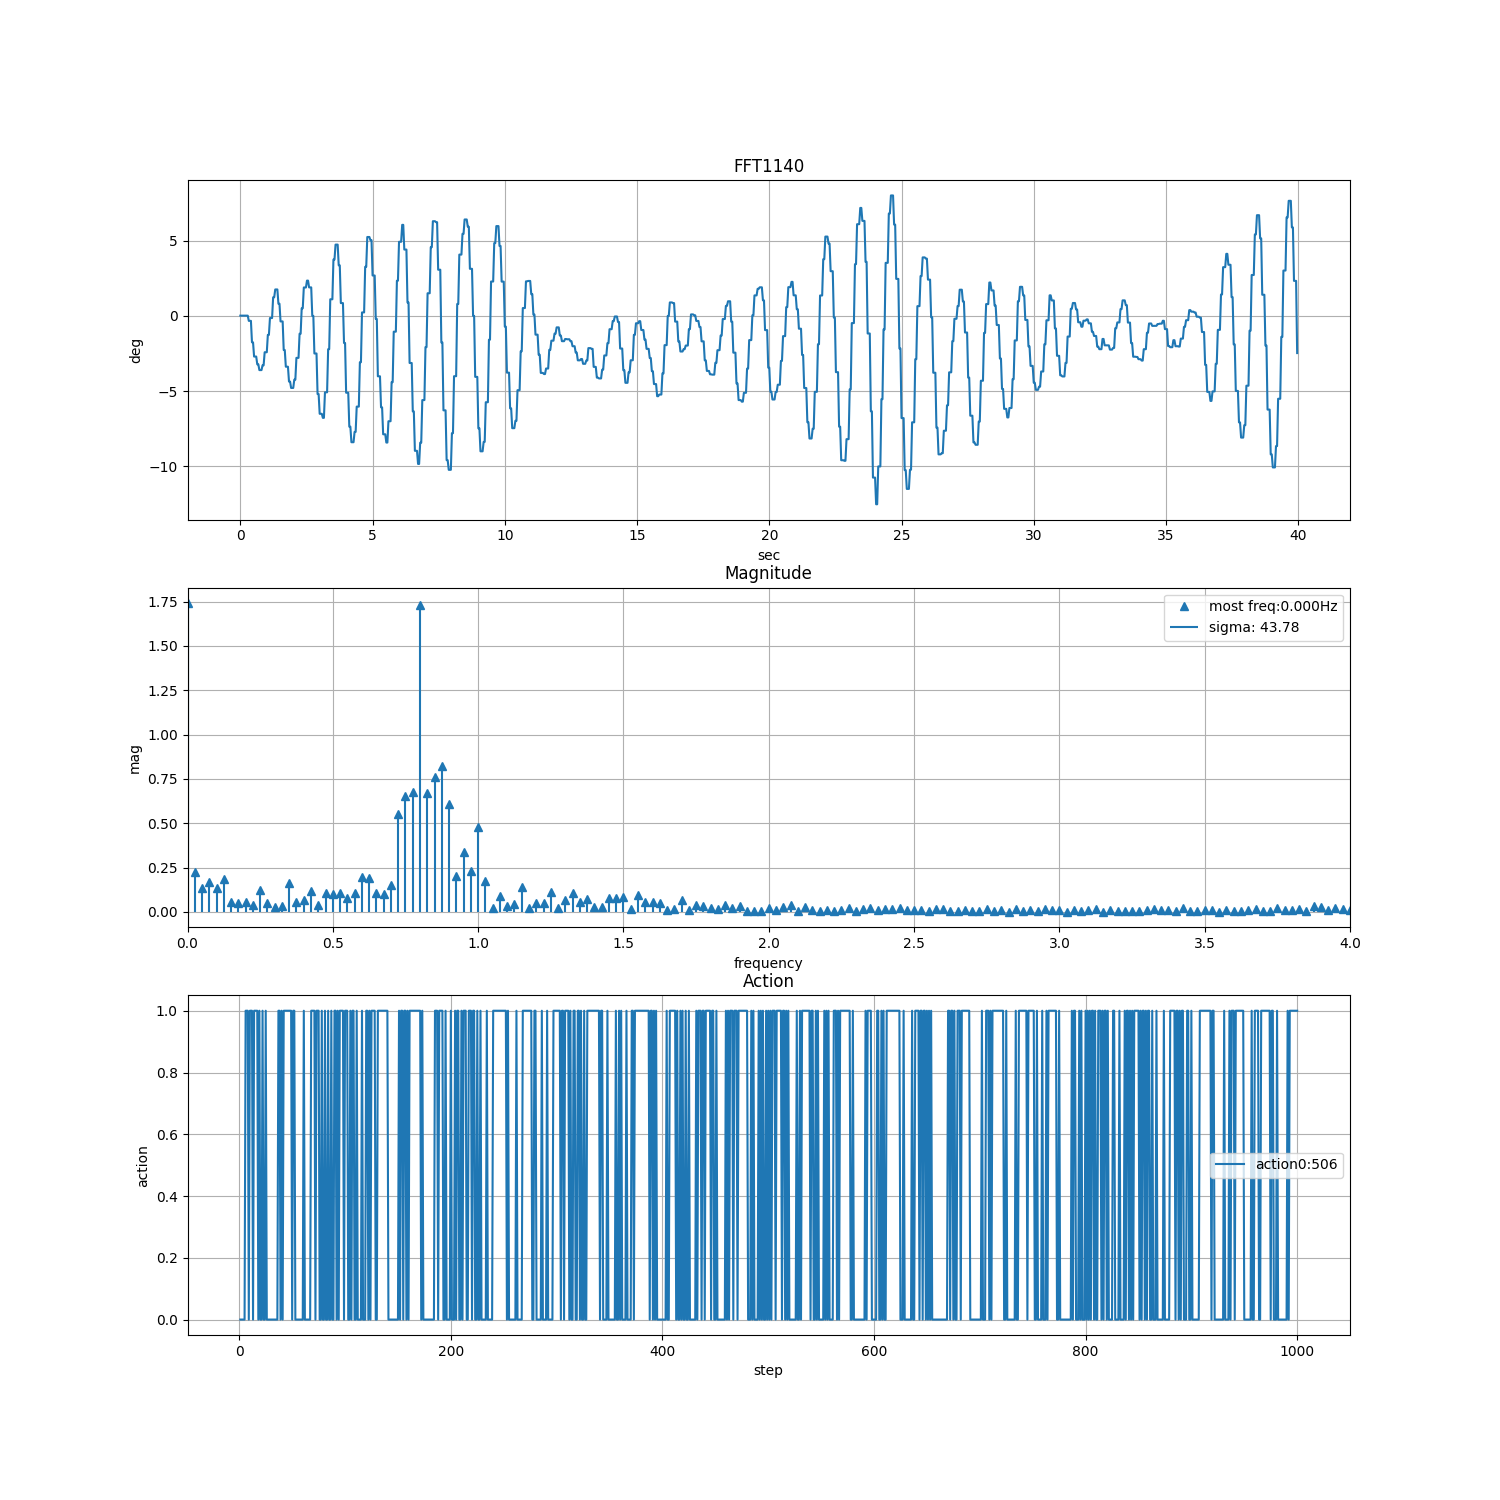 FFT1140
deg
5
0
−5
−10
0 5 10 15 20 25 30 35 40
sec
Magnitude
mag
1.75
1.50
1.25
1.00
0.75
0.50
0.25
0.00
most freq:0.000Hz
sigma: 43.78
0.0 0.5 1.0 1.5 2.0 2.5 3.0 3.5 4.0
frequency
Action
action
1.0
0.8
0.6
0.4
0.2
0.0
action0:506
0 200 400 600 800 1000
step